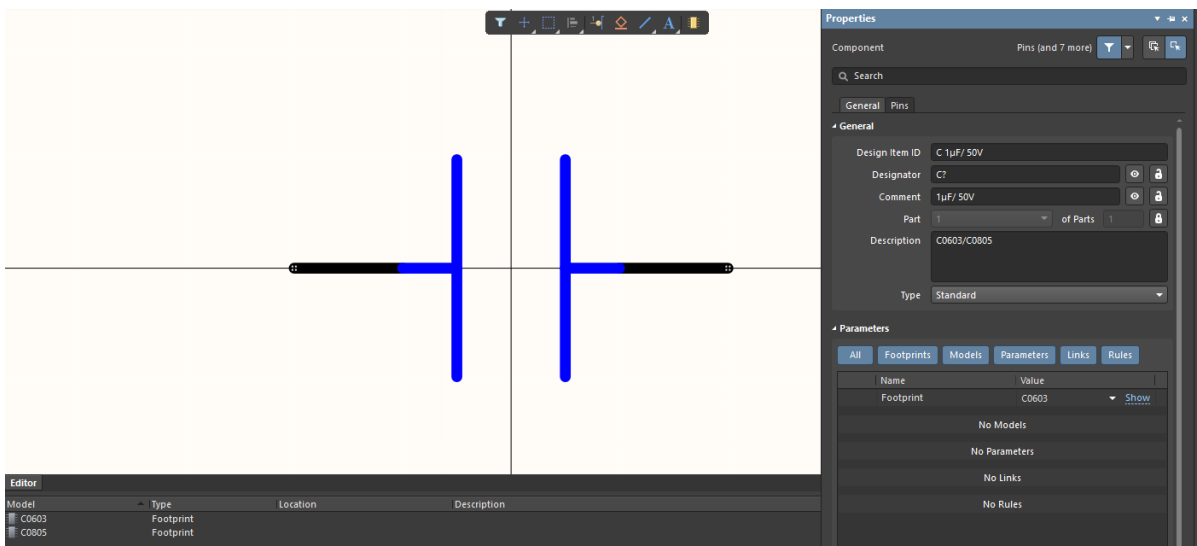 Properties
Component Pins (and 7 more)
Search
General Pins
General
Design Item ID C 1µF/ 50V
Designator C?
Comment 1µF/ 50V
Part 1 of Parts 1
Description C0603/C0805
Type Standard
Parameters
All Footprints Models Parameters Links Rules
Name Value
Footprint C0603 Show
No Models
No Parameters
No Links
No Rules
Editor
Model Type Location Description
C0603 Footprint
C0805 Footprint